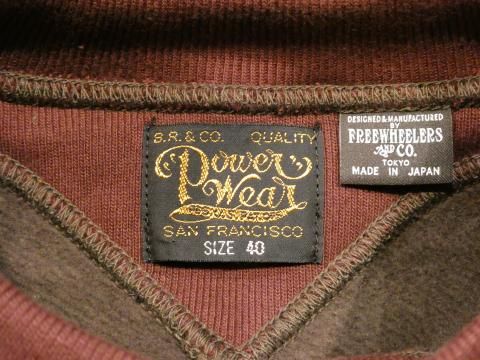 B.R. & CO. QUALITY
"Power
Wear"
SAN FRANCISCO
SIZE 40
DESIGNED & MANUFACTURED
BY
FREEWHEELERS
AND CO.
TOKYO
MADE IN JAPAN